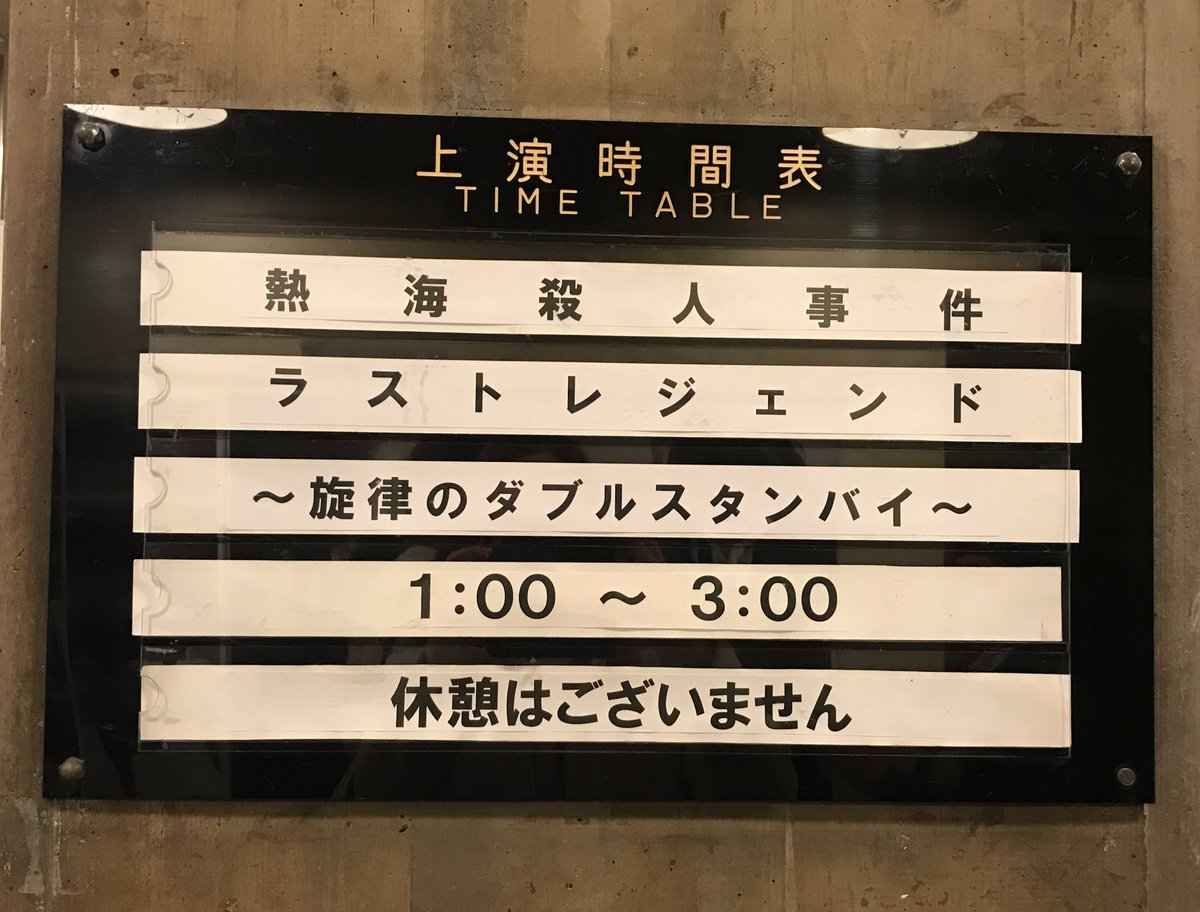 上演時間表
TIME TABLE
熱海殺人事件
ラストレジェンド
〜旋律のダブルスタンバイ〜
1:00 〜 3:00
休憩はございません